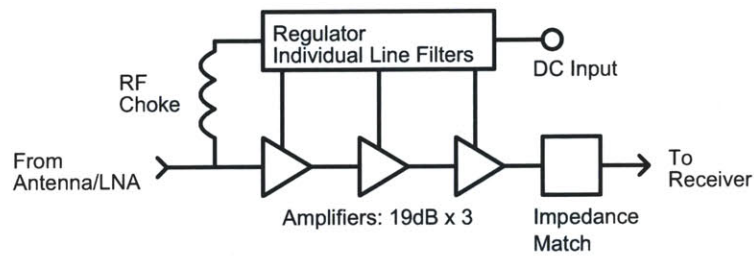 Regulator
Individual Line Filters
DC Input
RF
Choke
From
Antenna/LNA
To
Receiver
Amplifiers: 19dB x 3
Impedance
Match